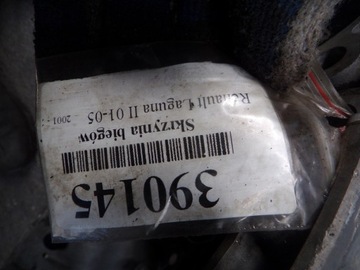 Renault Laguna II 01-05 2001
Skrzynia biegów
390145